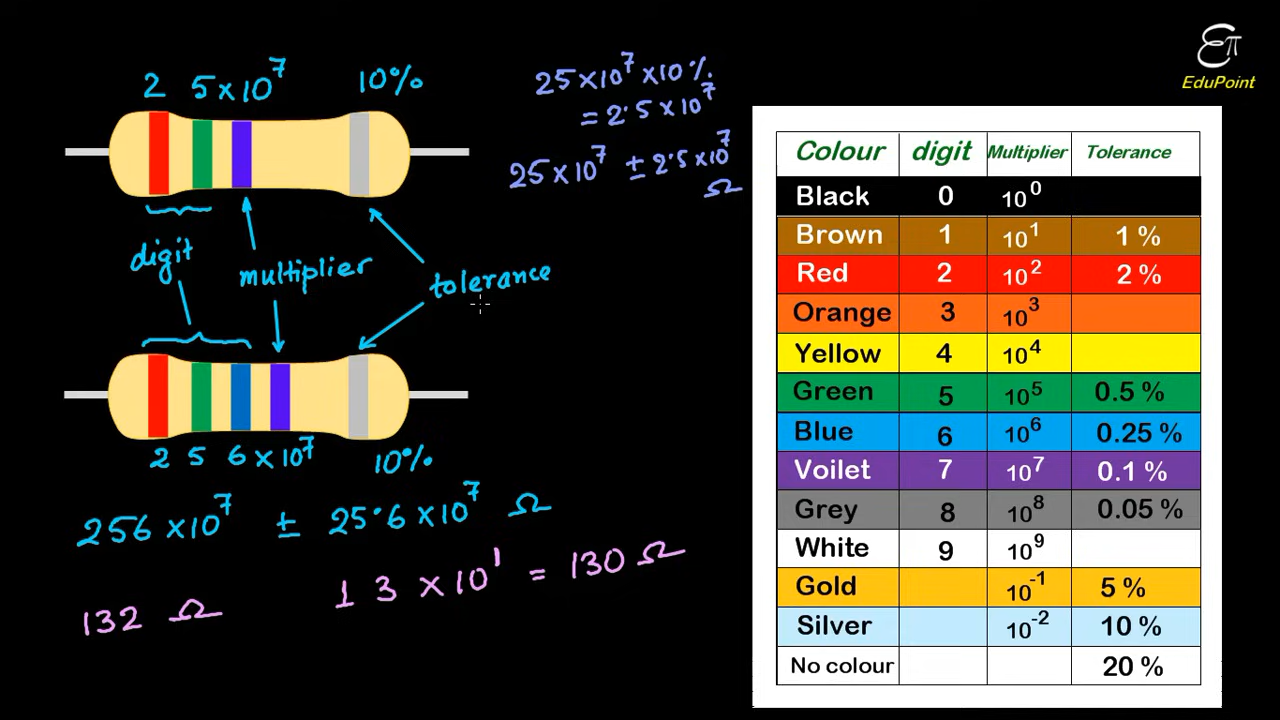 επ
EduPoint
2 5×10⁷ 10%
25×10⁷×10%
= 2.5×10⁷
25×10⁷ ± 2.5×10⁷
Ω
digit
multiplier
tolerance
2 5 6×10⁷ 10%
256×10⁷ ± 25.6×10⁷ Ω
13×10¹ = 130 Ω
132 Ω
Colour digit Multiplier Tolerance
Black 0 10⁰
Brown 1 10¹ 1 %
Red 2 10² 2 %
Orange 3 10³
Yellow 4 10⁴
Green 5 10⁵ 0.5 %
Blue 6 10⁶ 0.25 %
Voilet 7 10⁷ 0.1 %
Grey 8 10⁸ 0.05 %
White 9 10⁹
Gold 10⁻¹ 5 %
Silver 10⁻² 10 %
No colour 20 %